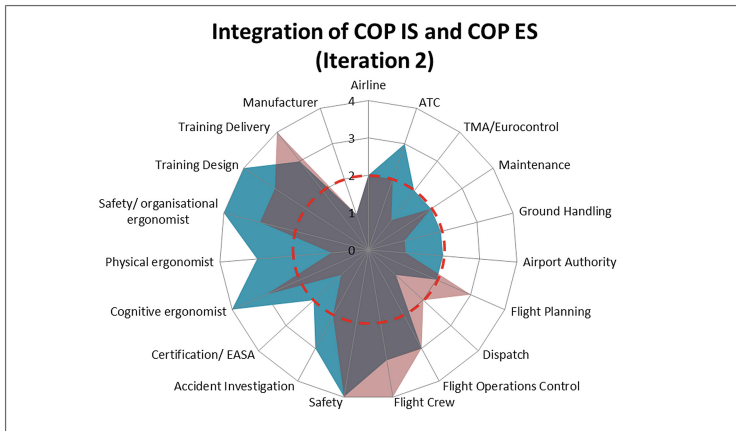 Integration of COP IS and COP ES
(Iteration 2)
Airline
ATC
TMA/Eurocontrol
Maintenance
Ground Handling
Airport Authority
Flight Planning
Dispatch
Flight Operations Control
Flight Crew
Safety
Accident Investigation
Certification/ EASA
Cognitive ergonomist
Physical ergonomist
Safety/ organisational
ergonomist
Training Design
Training Delivery
Manufacturer
4
3
2
1
0